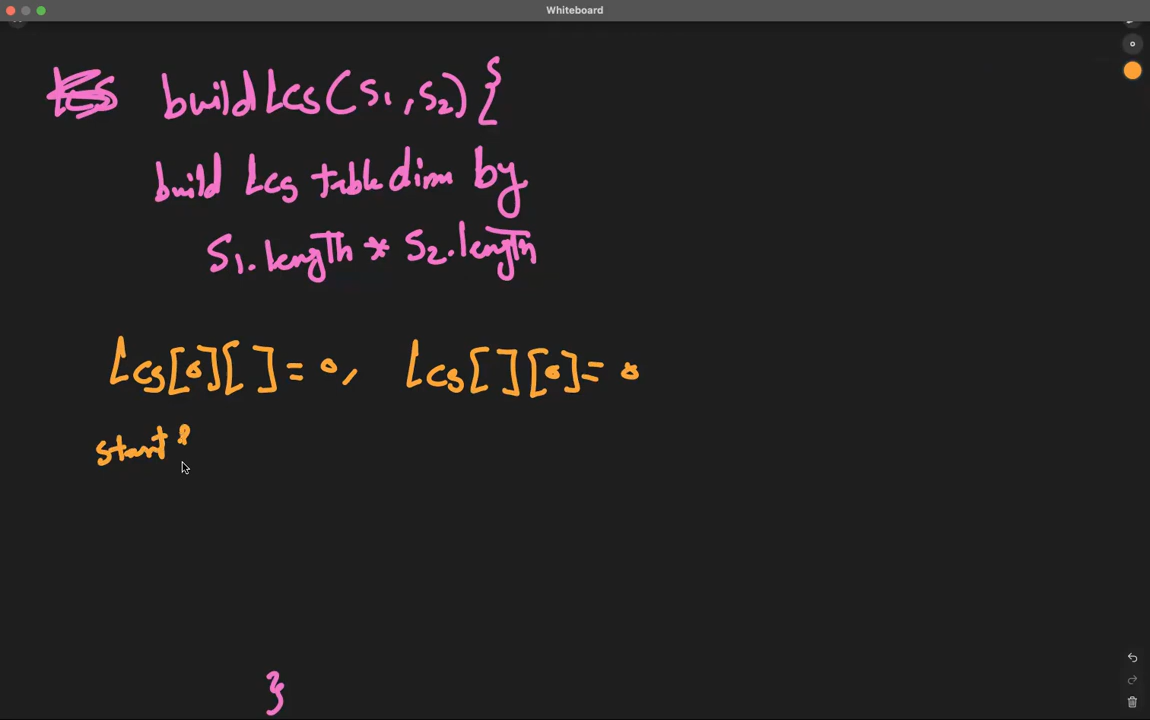 Whiteboard
buildLcs(S1,S2){
build Lcs table dim by
S1.length * S2.length
Lcs[0][ ]=0, Lcs[ ][0]=0
start
}